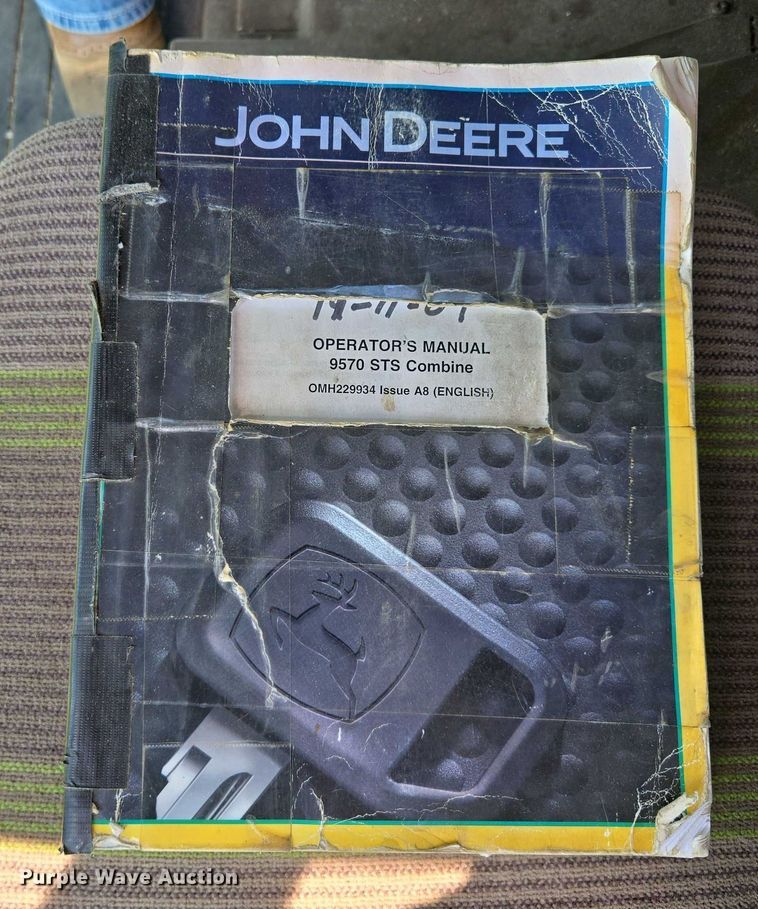 JOHN DEERE
OPERATOR'S MANUAL
9570 STS Combine
OMH229934 Issue A8 (ENGLISH)
Purple Wave Auction